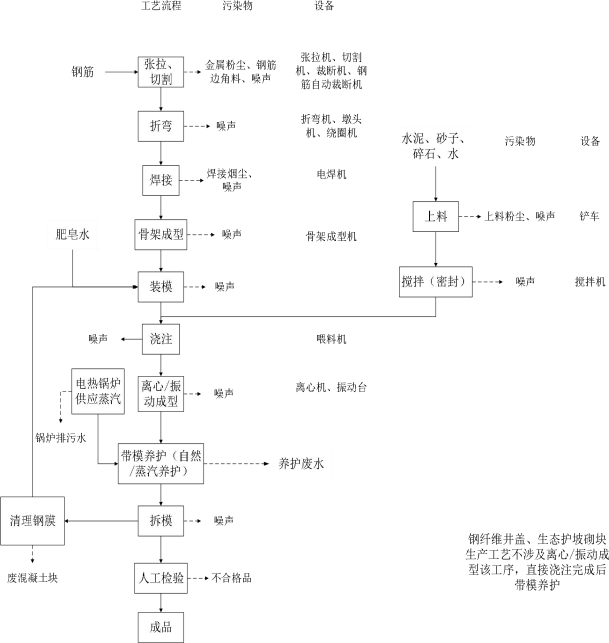 工艺流程 污染物 设备
钢筋
张拉、
切割
金属粉尘、钢筋
边角料、噪声
张拉机、切割
机、裁断机、钢
筋自动裁断机
折弯
噪声
折弯机、墩头
机、绕圈机
水泥、砂子、
碎石、水
污染物
设备
焊接
焊接烟尘、
噪声
电焊机
上料
上料粉尘、噪声
铲车
肥皂水
骨架成型
噪声
骨架成型机
装模
噪声
搅拌（密封）
噪声
搅拌机
噪声
浇注
喂料机
电热锅炉
供应蒸汽
离心/振
动成型
噪声
离心机、振动台
锅炉排污水
带模养护（自然
/蒸汽养护）
养护废水
清理钢膜
拆模
噪声
废混凝土块
人工检验
不合格品
成品
钢纤维井盖、生态护坡砌块
生产工艺不涉及离心/振动成
型该工序，直接浇注完成后
带模养护